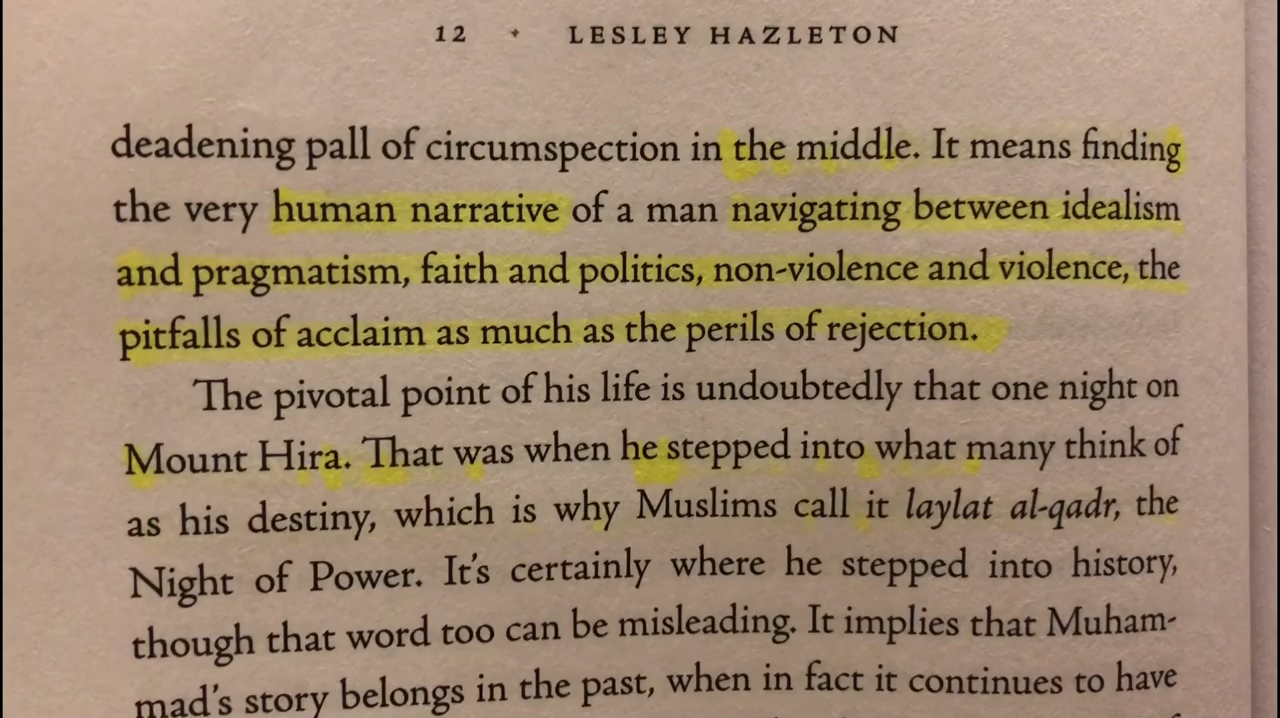 12 • LESLEY HAZLETON
deadening pall of circumspection in the middle. It means finding
the very human narrative of a man navigating between idealism
and pragmatism, faith and politics, non-violence and violence, the
pitfalls of acclaim as much as the perils of rejection.
The pivotal point of his life is undoubtedly that one night on
Mount Hira. That was when he stepped into what many think of
as his destiny, which is why Muslims call it laylat al-qadr, the
Night of Power. It's certainly where he stepped into history,
though that word too can be misleading. It implies that Muham-
mad's story belongs in the past, when in fact it continues to have